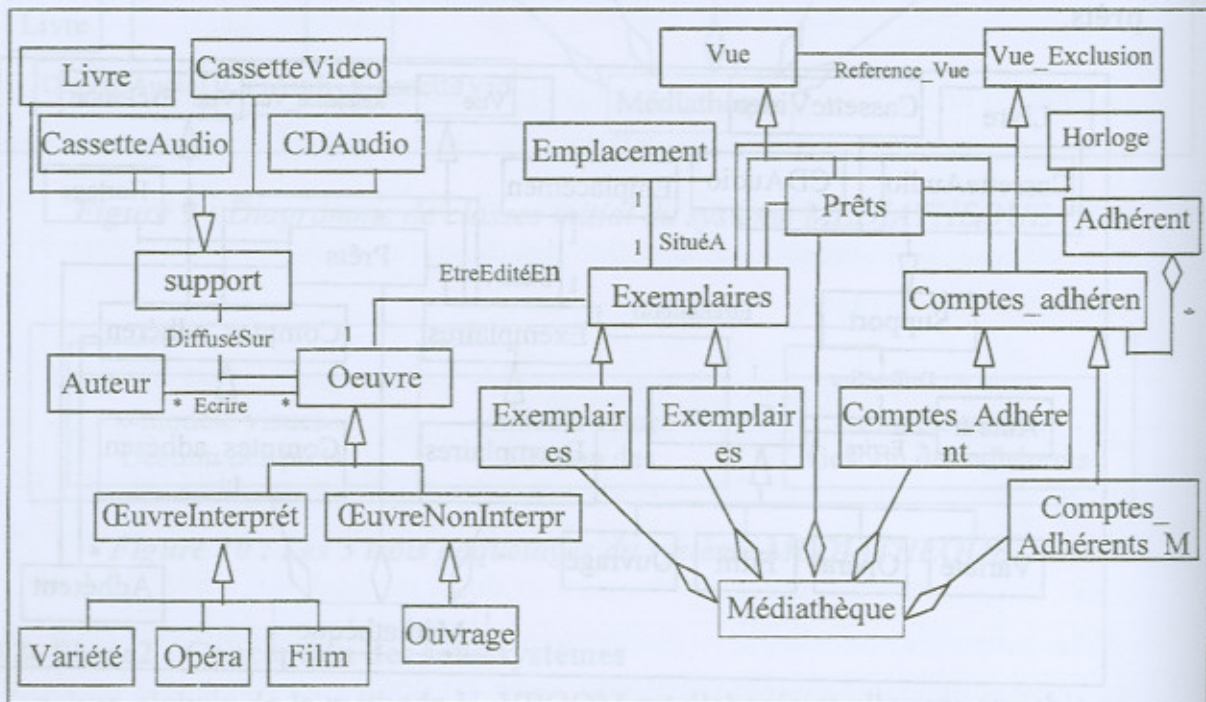 Livre
CassetteVideo
CassetteAudio
CDAudio
support
DiffuséSur
Auteur
* Ecrire *
Oeuvre
EtreEditéEn
ŒuvreInterprét
ŒuvreNonInterpr
Variété
Opéra
Film
Ouvrage
Vue
Reference_Vue
Vue_Exclusion
Emplacement
Horloge
Prêts
Adhérent
1
1
SituéA
Exemplaires
Comptes_adhéren
*
Exemplair
es
Exemplair
es
Comptes_Adhére
nt
Comptes_
Adhérents_M
Médiathèque